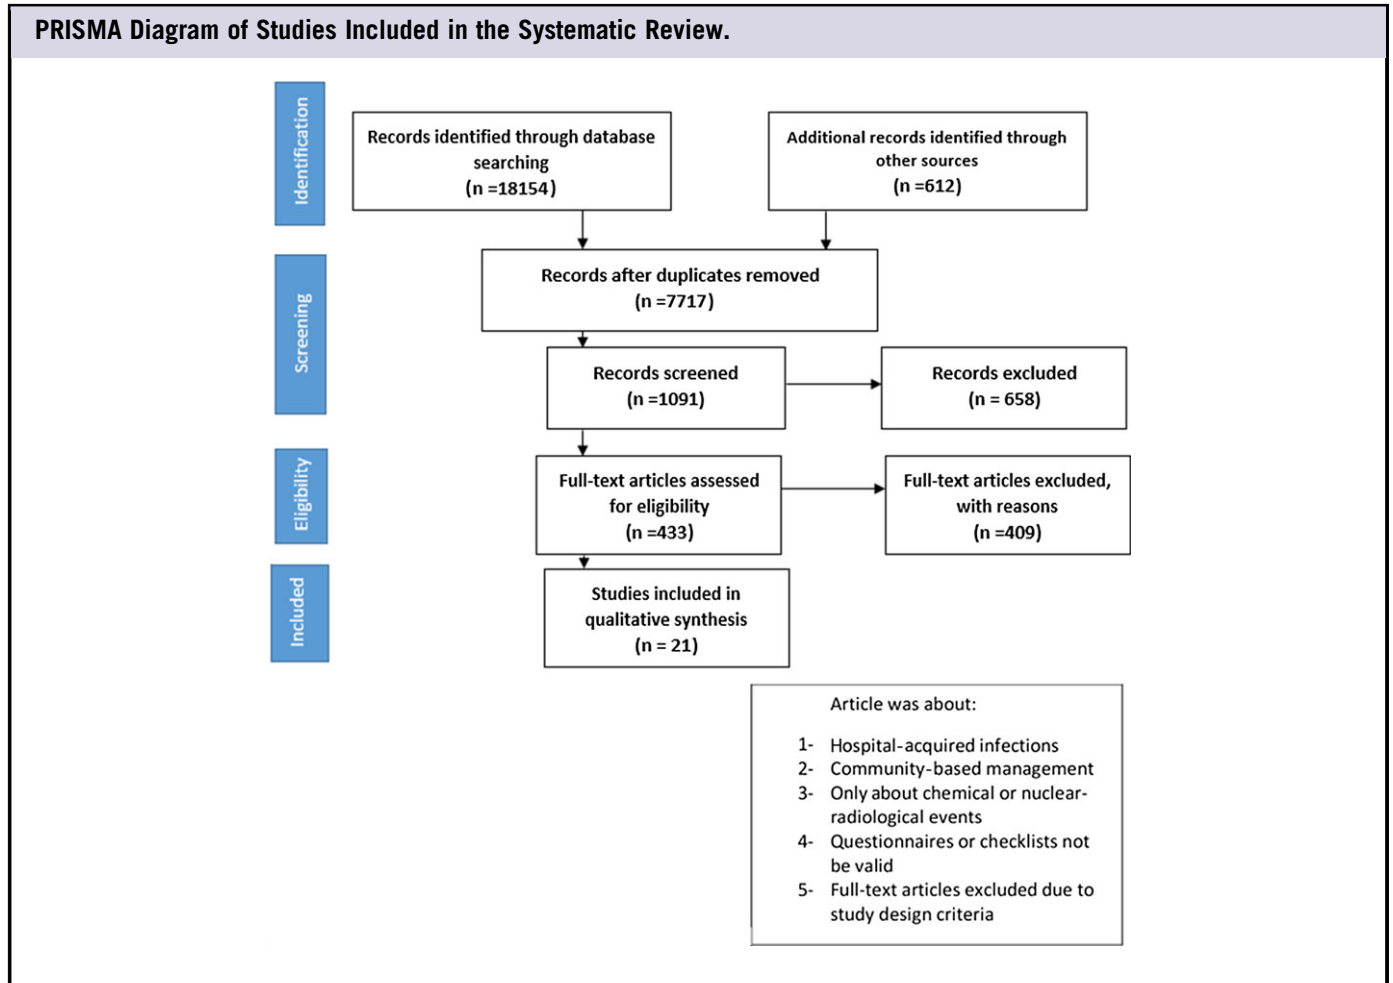 PRISMA Diagram of Studies Included in the Systematic Review.
Identification
Records identified through database
searching
(n =18154)
Additional records identified through
other sources
(n =612)
Screening
Records after duplicates removed
(n =7717)
Records screened
(n =1091)
Records excluded
(n = 658)
Eligibility
Full-text articles assessed
for eligibility
(n =433)
Full-text articles excluded,
with reasons
(n =409)
Included
Studies included in
qualitative synthesis
(n = 21)
Article was about:
1- Hospital-acquired infections
2- Community-based management
3- Only about chemical or nuclear-
radiological events
4- Questionnaires or checklists not
be valid
5- Full-text articles excluded due to
study design criteria